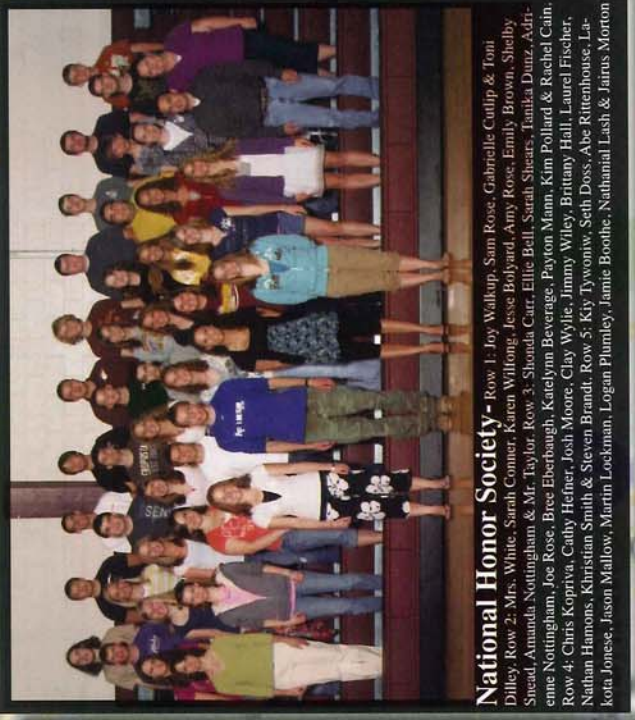 National Honor Society- Row 1: Joy Walkup, Sam Rose, Gabrielle Cutlip & Toni
Dilley. Row 2: Mrs. White, Sarah Conner, Karen Wilfong, Jesse Bolyard, Amy Rose, Emily Brown, Shelby
Snead, Amanda Nottingham & Mr. Taylor. Row 3: Shonda Carr, Ellie Bell, Sarah Shears, Tanika Dunz, Adri-
enne Nottingham, Joe Rose, Bree Eberbaugh, Katelynn Beverage, Payton Mann, Kim Pollard & Rachel Cain.
Row 4: Chris Kopriva, Cathy Hefner, Josh Moore, Clay Wylie, Jimmy Wiley, Brittany Hall, Laurel Fischer,
Nathan Hamons, Khristian Smith & Steven Brandt. Row 5: Kiy Tywoniw, Seth Doss, Abe Rittenhouse, La-
kota Jonese, Jason Mallow, Martin Lockman, Logan Plumley, Jamie Boothe, Nathanial Lash & Jairus Morton